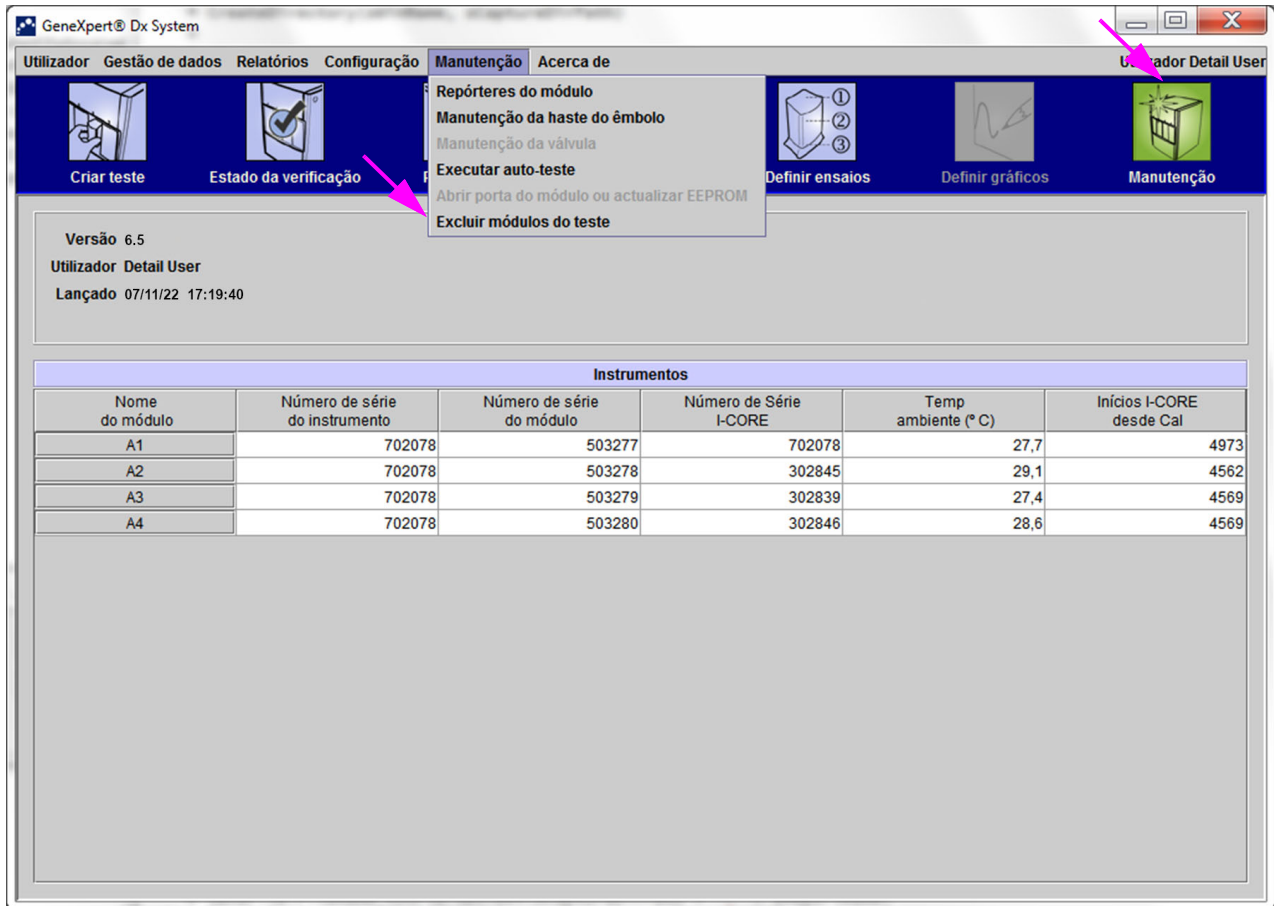 GeneXpert® Dx System
Utilizador Gestão de dados Relatórios Configuração Manutenção Acerca de Detail User
Repórteres do módulo
Manutenção da haste do êmbolo
Manutenção da válvula
Executar auto-teste
Abrir porta do módulo ou actualizar EEPROM
Excluir módulos do teste
① ② ③
Criar teste Estado da verificação Definir ensaios Definir gráficos Manutenção
Versão 6.5
Utilizador Detail User
Lançado 07/11/22 17:19:40
Instrumentos
Nome do módulo
Número de série do instrumento
Número de série do módulo
Número de Série I-CORE
Temp ambiente (º C)
Inícios I-CORE desde Cal
A1 702078 503277 702078 27,7 4973
A2 702078 503278 302845 29,1 4562
A3 702078 503279 302839 27,4 4569
A4 702078 503280 302846 28,6 4569